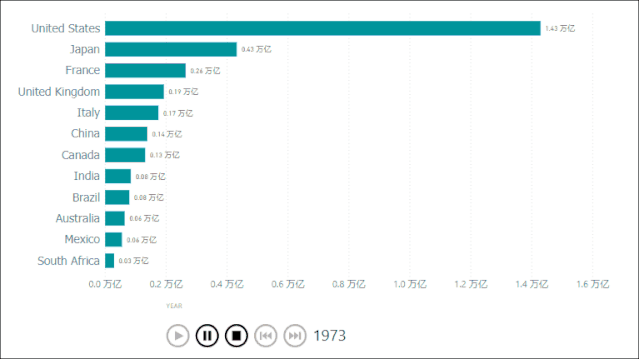 United States 1.43 万亿
Japan 0.43 万亿
France 0.26 万亿
United Kingdom 0.19 万亿
Italy 0.17 万亿
China 0.14 万亿
Canada 0.13 万亿
India 0.08 万亿
Brazil 0.08 万亿
Australia 0.06 万亿
Mexico 0.06 万亿
South Africa 0.03 万亿
0.0 万亿 0.2 万亿 0.4 万亿 0.6 万亿 0.8 万亿 1.0 万亿 1.2 万亿 1.4 万亿 1.6 万亿
YEAR
1973